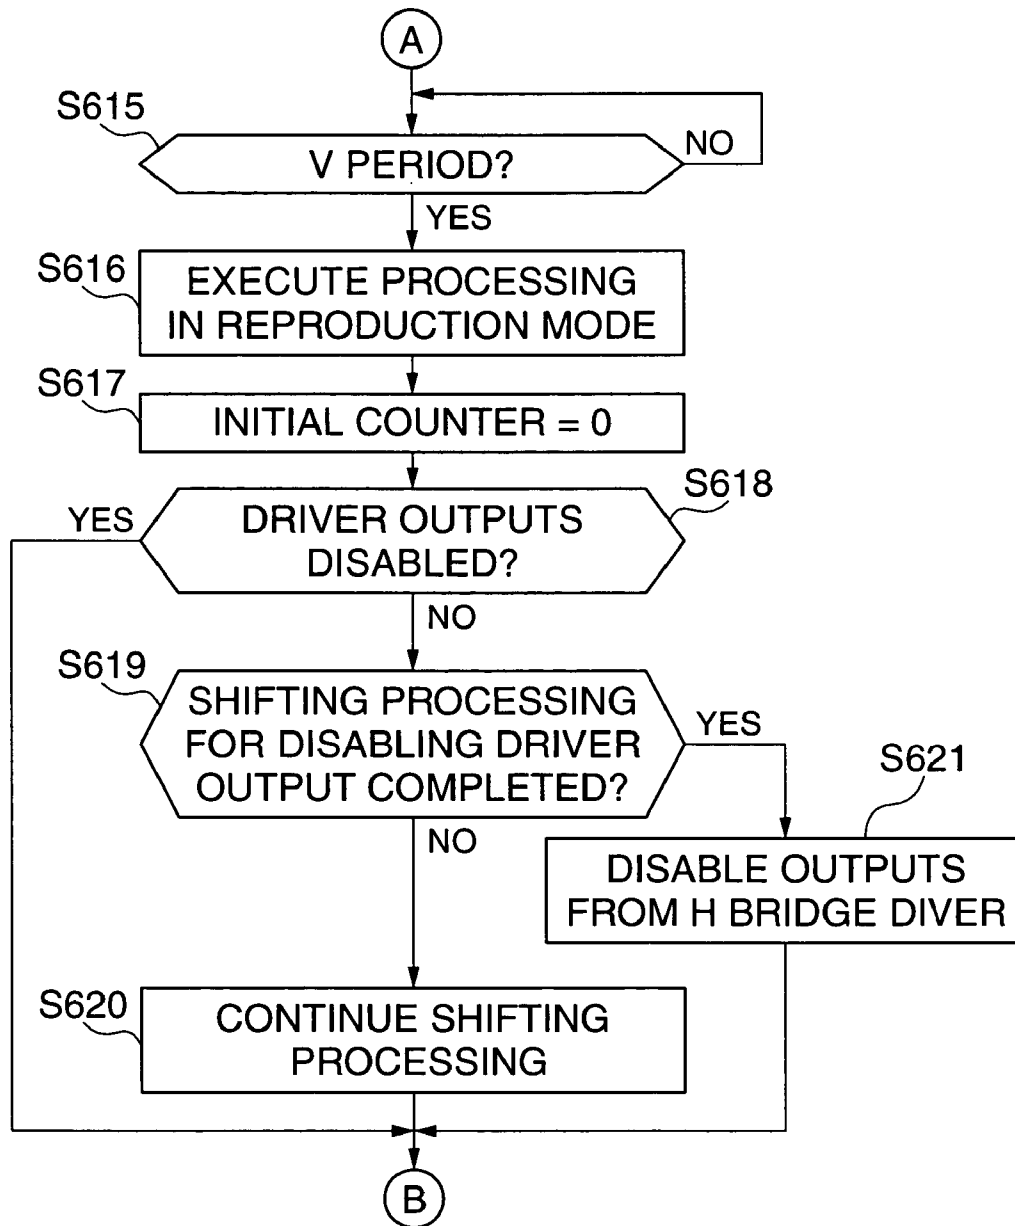 A
S615
V PERIOD?
NO
YES
S616
EXECUTE PROCESSING
IN REPRODUCTION MODE
S617
INITIAL COUNTER = 0
S618
YES
DRIVER OUTPUTS
DISABLED?
NO
S619
SHIFTING PROCESSING
FOR DISABLING DRIVER
OUTPUT COMPLETED?
YES
NO
S621
DISABLE OUTPUTS
FROM H BRIDGE DIVER
S620
CONTINUE SHIFTING
PROCESSING
B